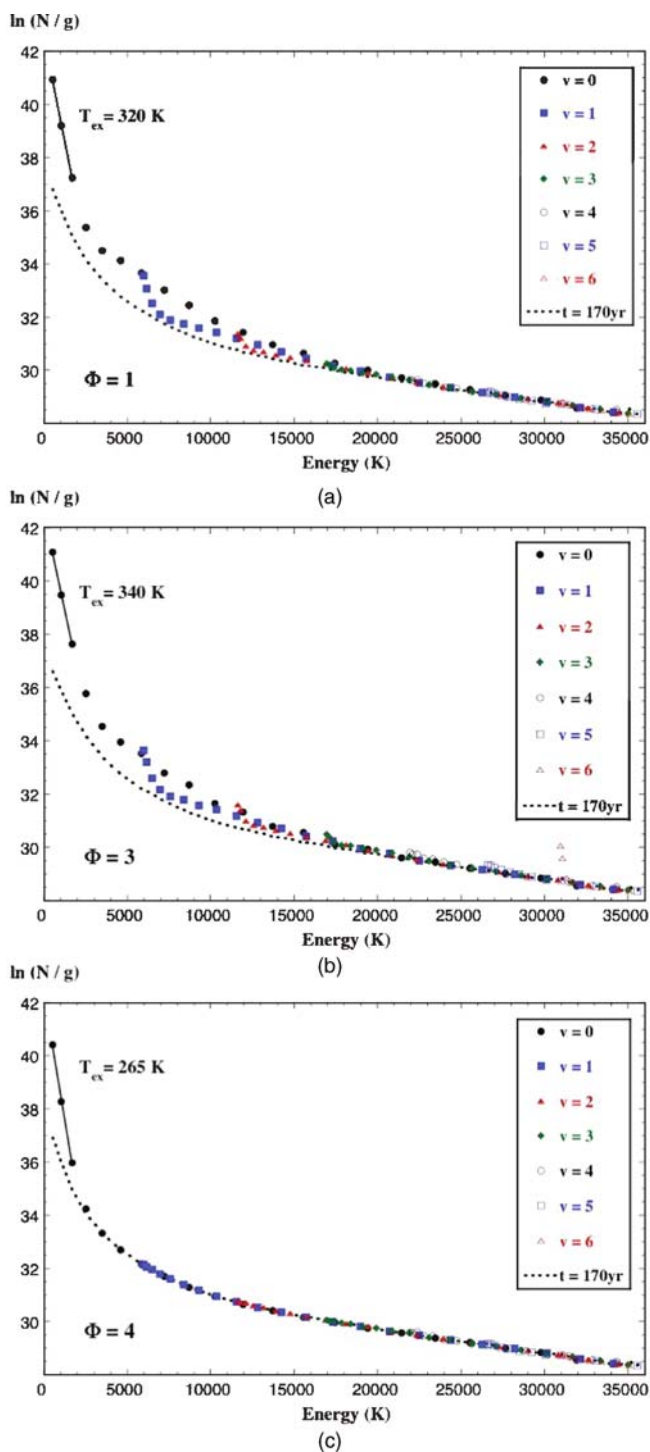 ln (N / g)
42
40
38
36
34
32
30
T_ex = 320 K
Φ = 1
v = 0
v = 1
v = 2
v = 3
v = 4
v = 5
v = 6
t = 170yr
0 5000 10000 15000 20000 25000 30000 35000
Energy (K)
(a)
ln (N / g)
42
40
38
36
34
32
30
T_ex = 340 K
Φ = 3
v = 0
v = 1
v = 2
v = 3
v = 4
v = 5
v = 6
t = 170yr
0 5000 10000 15000 20000 25000 30000 35000
Energy (K)
(b)
ln (N / g)
42
40
38
36
34
32
30
T_ex = 265 K
Φ = 4
v = 0
v = 1
v = 2
v = 3
v = 4
v = 5
v = 6
t = 170yr
0 5000 10000 15000 20000 25000 30000 35000
Energy (K)
(c)